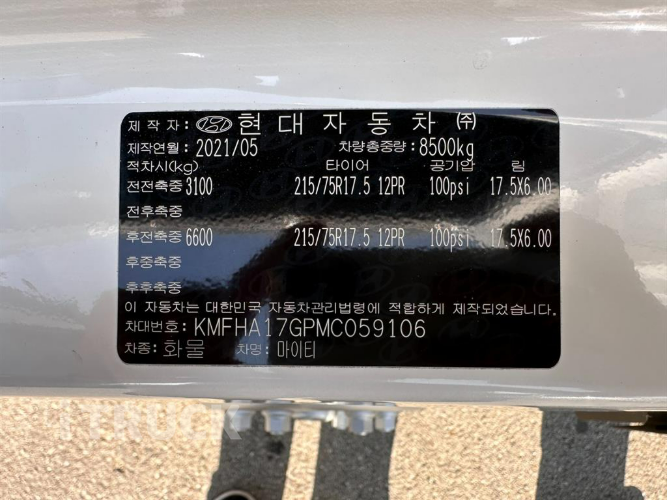 제 작 자 : 현 대 자 동 차 ㈜
제작연월 : 2021/05 차량총중량 : 8500kg
적차시(kg) 타이어 공기압 림
전전축중 3100 215/75R17.5 12PR 100psi 17.5X6.00
전후축중
후전축중 6600 215/75R17.5 12PR 100psi 17.5X6.00
후중축중
후후축중
이 자동차는 대한민국 자동차관리법령에 적합하게 제작되었습니다.
차대번호 : KMFHA17GPMC059106
차종 : 화물 차명 : 마이티